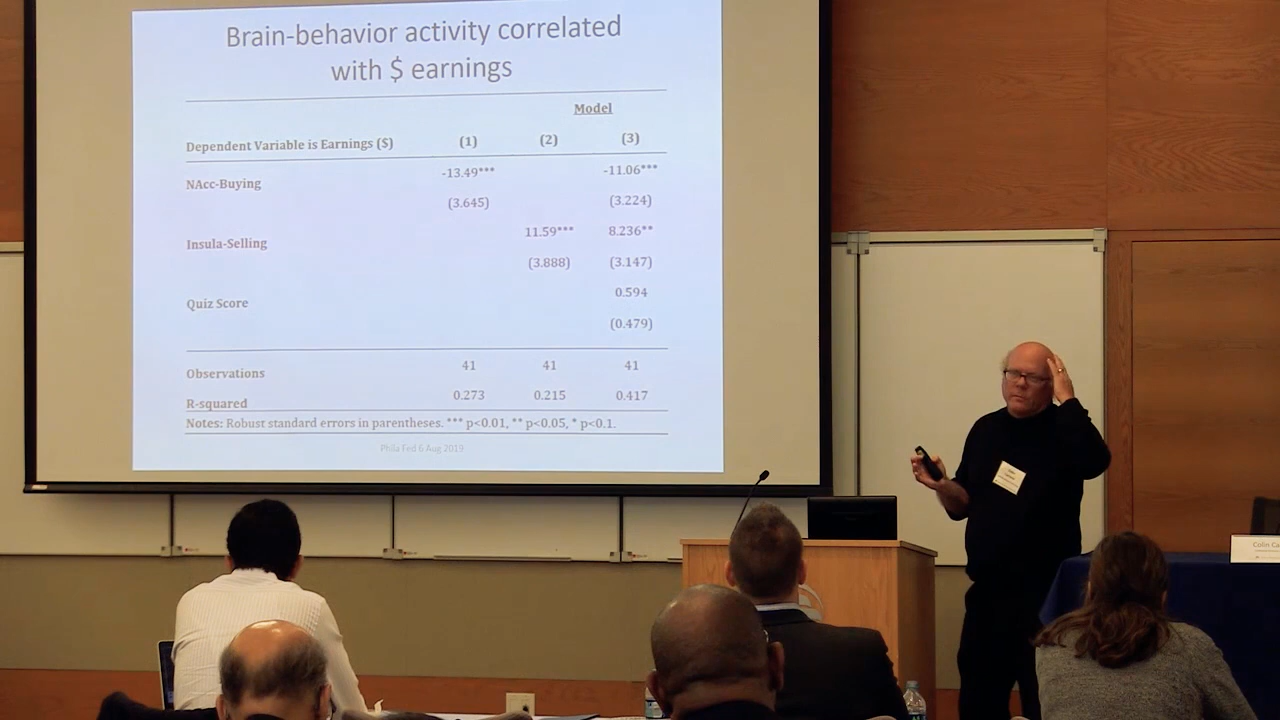 Brain-behavior activity correlated
with $ earnings
Model
Dependent Variable is Earnings ($) (1) (2) (3)
NAcc-Buying -13.49*** -11.06***
(3.645) (3.224)
Insula-Selling 11.59*** 8.236**
(3.888) (3.147)
Quiz Score 0.594
(0.479)
Observations 41 41 41
R-squared 0.273 0.215 0.417
Notes: Robust standard errors in parentheses. *** p<0.01, ** p<0.05, * p<0.1.
Phila Fed 6 Aug 2019
Colin